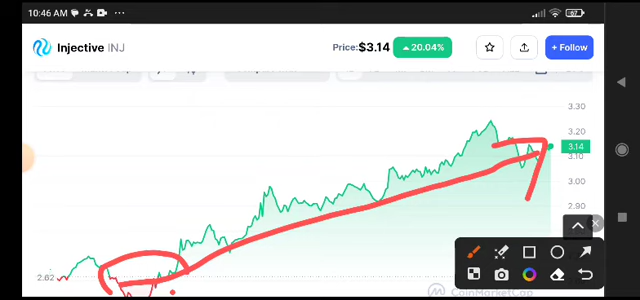 10:46 AM
67
Injective INJ Price: $3.14 20.04% + Follow
3.30
3.20
3.14
3.10
3.00
2.90
2.62
CoinMarketCap